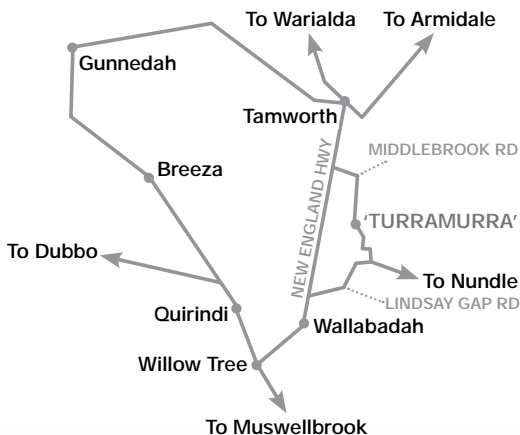 To Warialda
To Armidale
Gunnedah
Tamworth
MIDDLEBROOK RD
NEW ENGLAND HWY
Breeza
'TURRAMURRA'
To Dubbo
To Nundle
LINDSAY GAP RD
Quirindi
Wallabadah
Willow Tree
To Muswellbrook